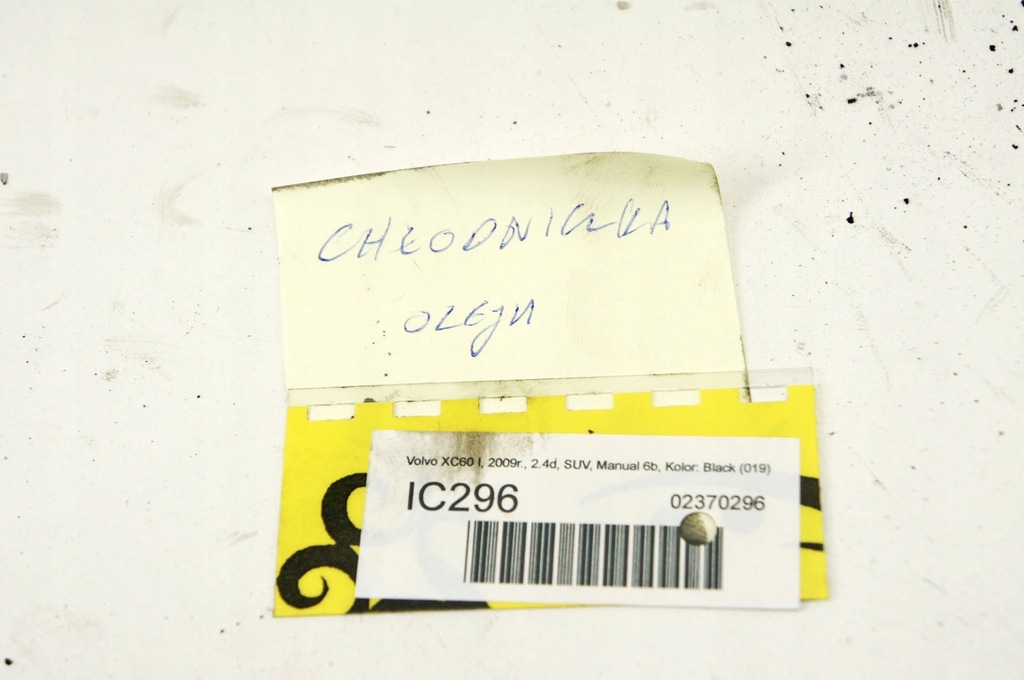 CHŁODNICZKA
OLEJU
Volvo XC60 I, 2009r., 2.4d, SUV, Manual 6b, Kolor: Black (019)
IC296
02370296